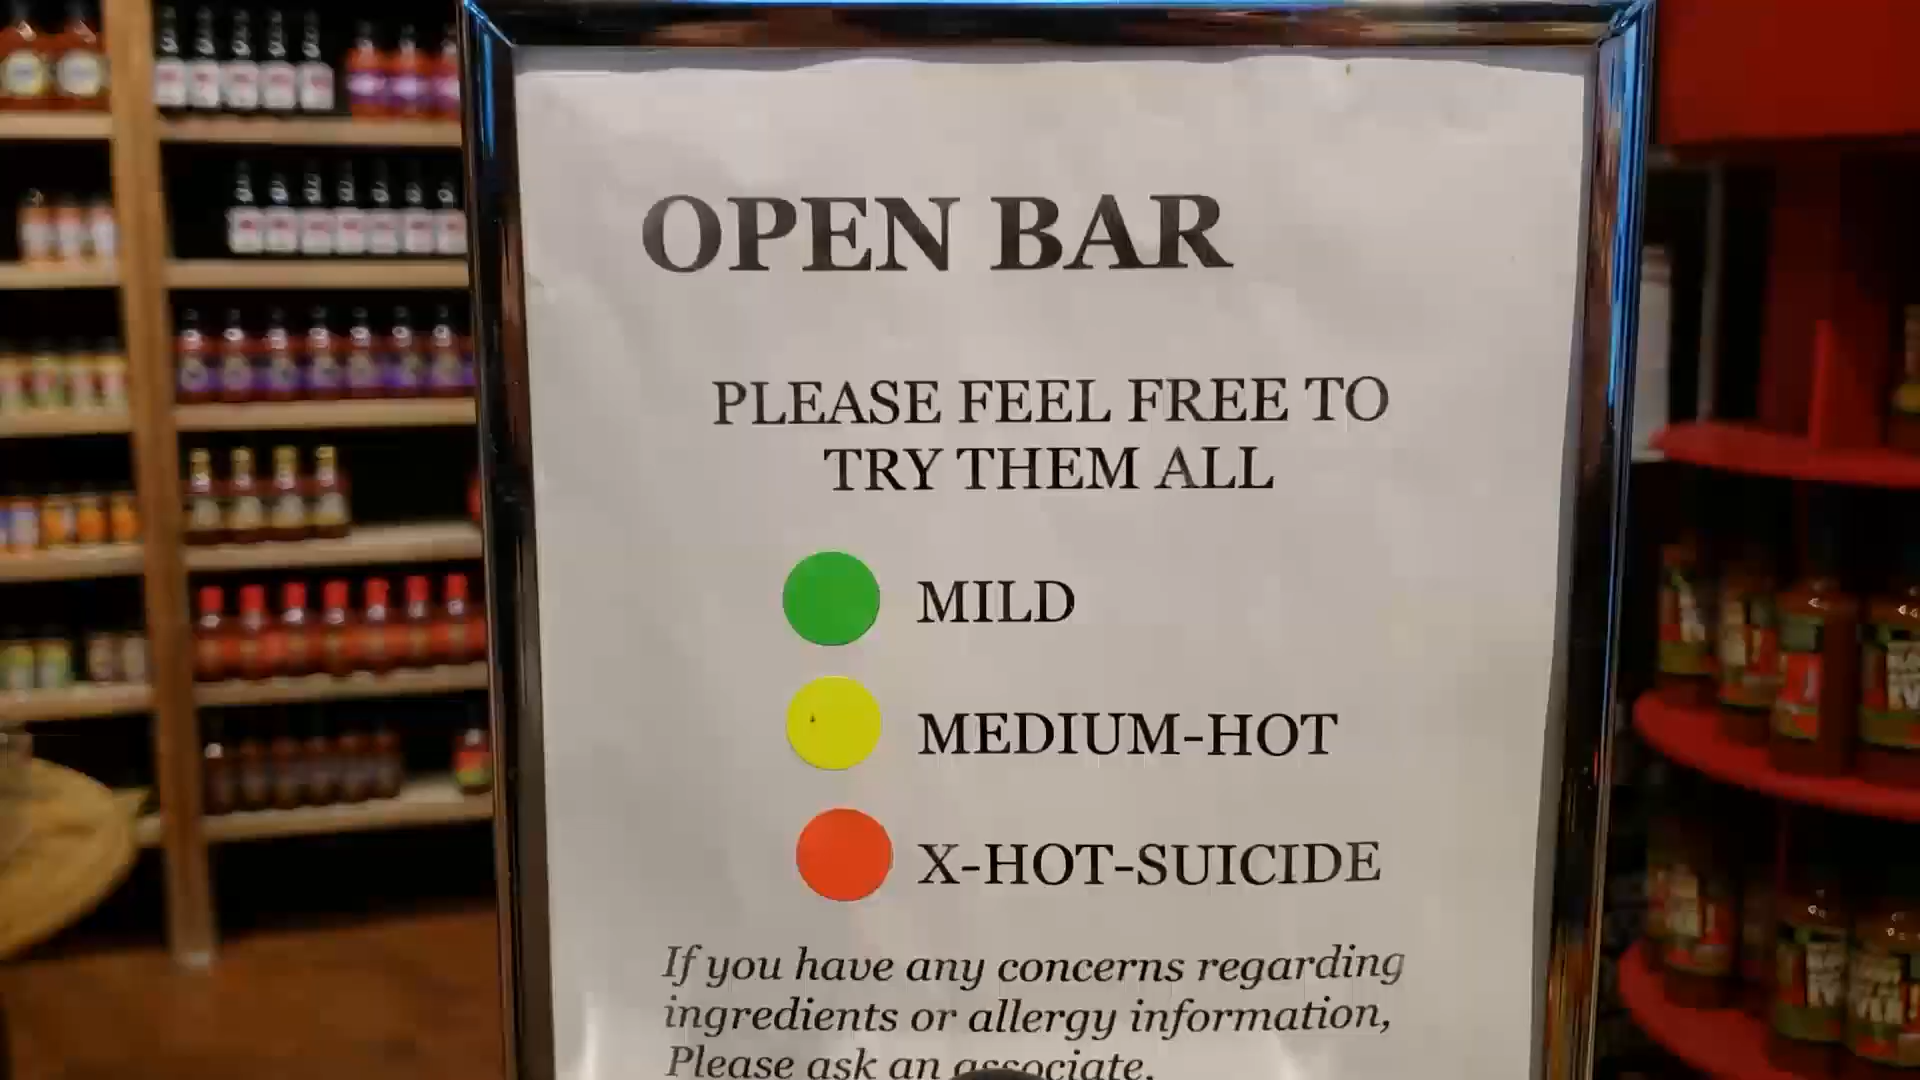 OPEN BAR
PLEASE FEEL FREE TO
TRY THEM ALL
MILD
MEDIUM-HOT
X-HOT-SUICIDE
If you have any concerns regarding
ingredients or allergy information,
Please ask an associate.